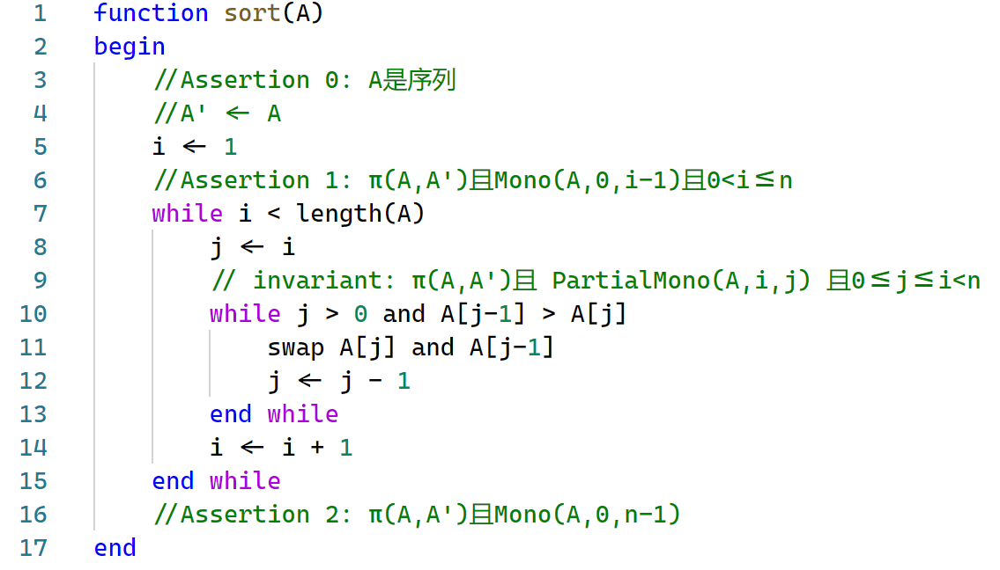 1 function sort(A)
2 begin
3 //Assertion 0: A是序列
4 //A' ← A
5 i ← 1
6 //Assertion 1: π(A,A')且Mono(A,0,i-1)且0<i≦n
7 while i < length(A)
8 j ← i
9 // invariant: π(A,A')且 PartialMono(A,i,j) 且0≦j≦i<n
10 while j > 0 and A[j-1] > A[j]
11 swap A[j] and A[j-1]
12 j ← j - 1
13 end while
14 i ← i + 1
15 end while
16 //Assertion 2: π(A,A')且Mono(A,0,n-1)
17 end